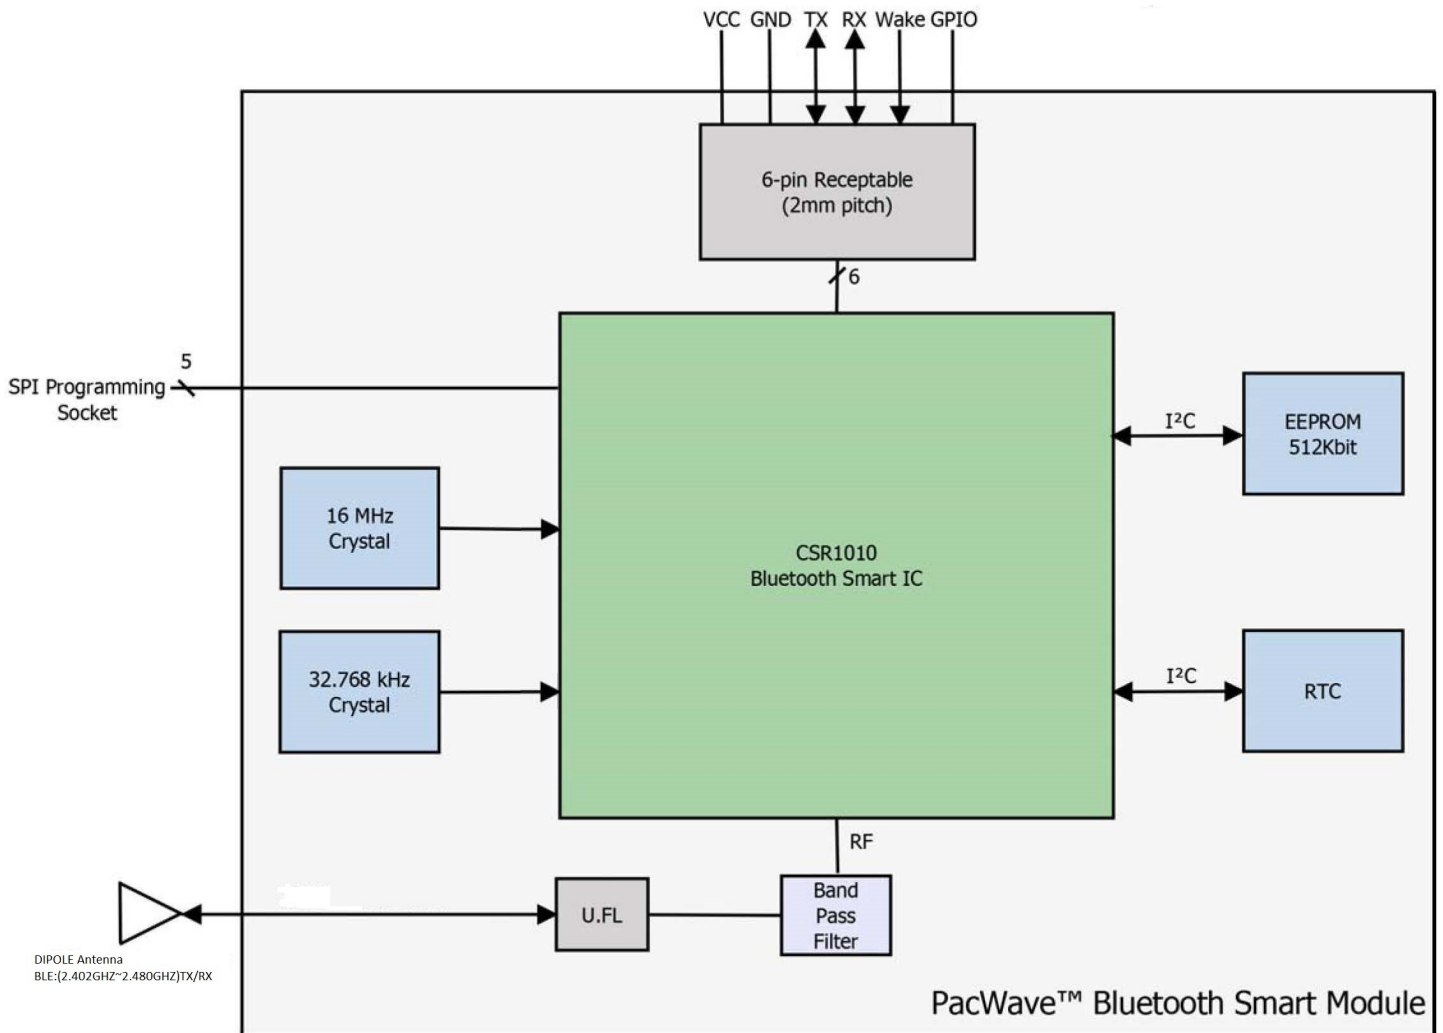 VCC GND TX RX Wake GPIO
6-pin Receptable
(2mm pitch)
6
5
SPI Programming
Socket
I²C
EEPROM
512Kbit
16 MHz
Crystal
CSR1010
Bluetooth Smart IC
32.768 kHz
Crystal
I²C
RTC
RF
U.FL
Band
Pass
Filter
DIPOLE Antenna
BLE:(2.402GHZ~2.480GHZ)TX/RX
PacWave™ Bluetooth Smart Module